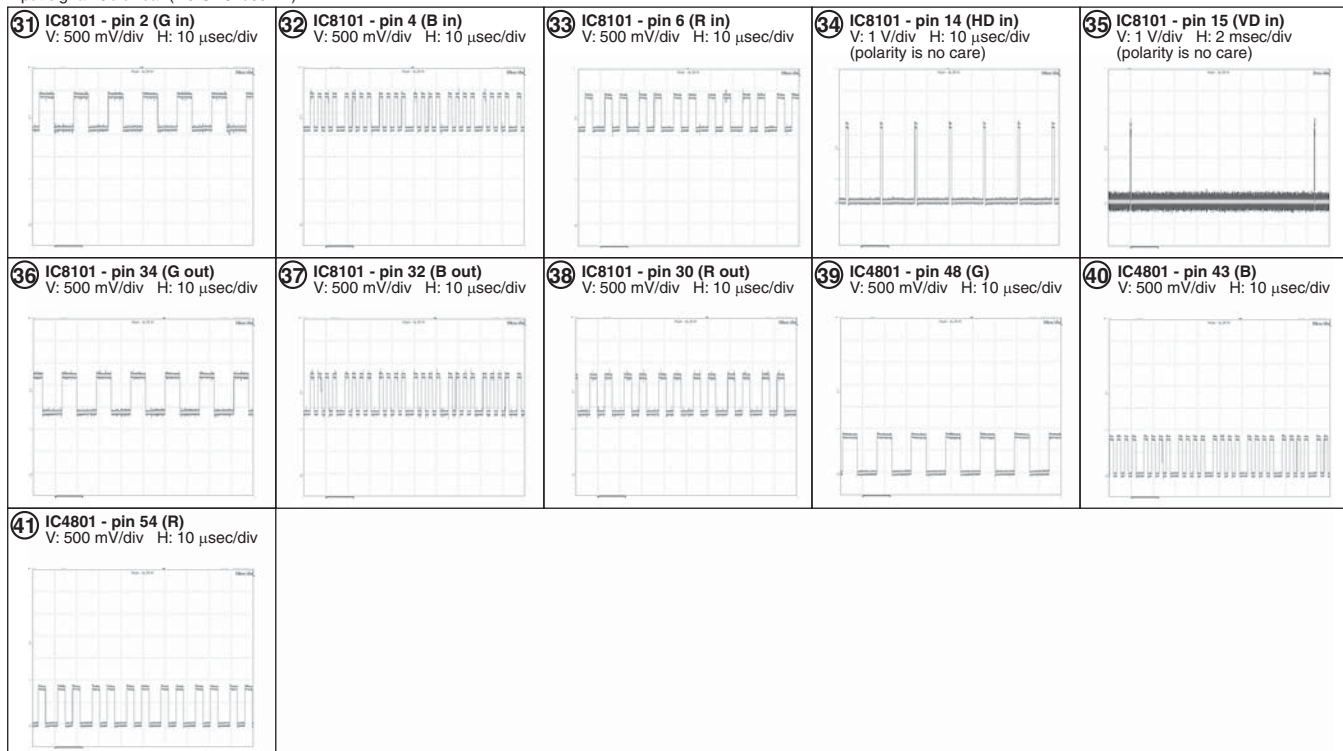 31 IC8101 - pin 2 (G in)
V: 500 mV/div H: 10 μsec/div
32 IC8101 - pin 4 (B in)
V: 500 mV/div H: 10 μsec/div
33 IC8101 - pin 6 (R in)
V: 500 mV/div H: 10 μsec/div
34 IC8101 - pin 14 (HD in)
V: 1 V/div H: 10 μsec/div
(polarity is no care)
35 IC8101 - pin 15 (VD in)
V: 1 V/div H: 2 msec/div
(polarity is no care)
36 IC8101 - pin 34 (G out)
V: 500 mV/div H: 10 μsec/div
37 IC8101 - pin 32 (B out)
V: 500 mV/div H: 10 μsec/div
38 IC8101 - pin 30 (R out)
V: 500 mV/div H: 10 μsec/div
39 IC4801 - pin 48 (G)
V: 500 mV/div H: 10 μsec/div
40 IC4801 - pin 43 (B)
V: 500 mV/div H: 10 μsec/div
41 IC4801 - pin 54 (R)
V: 500 mV/div H: 10 μsec/div